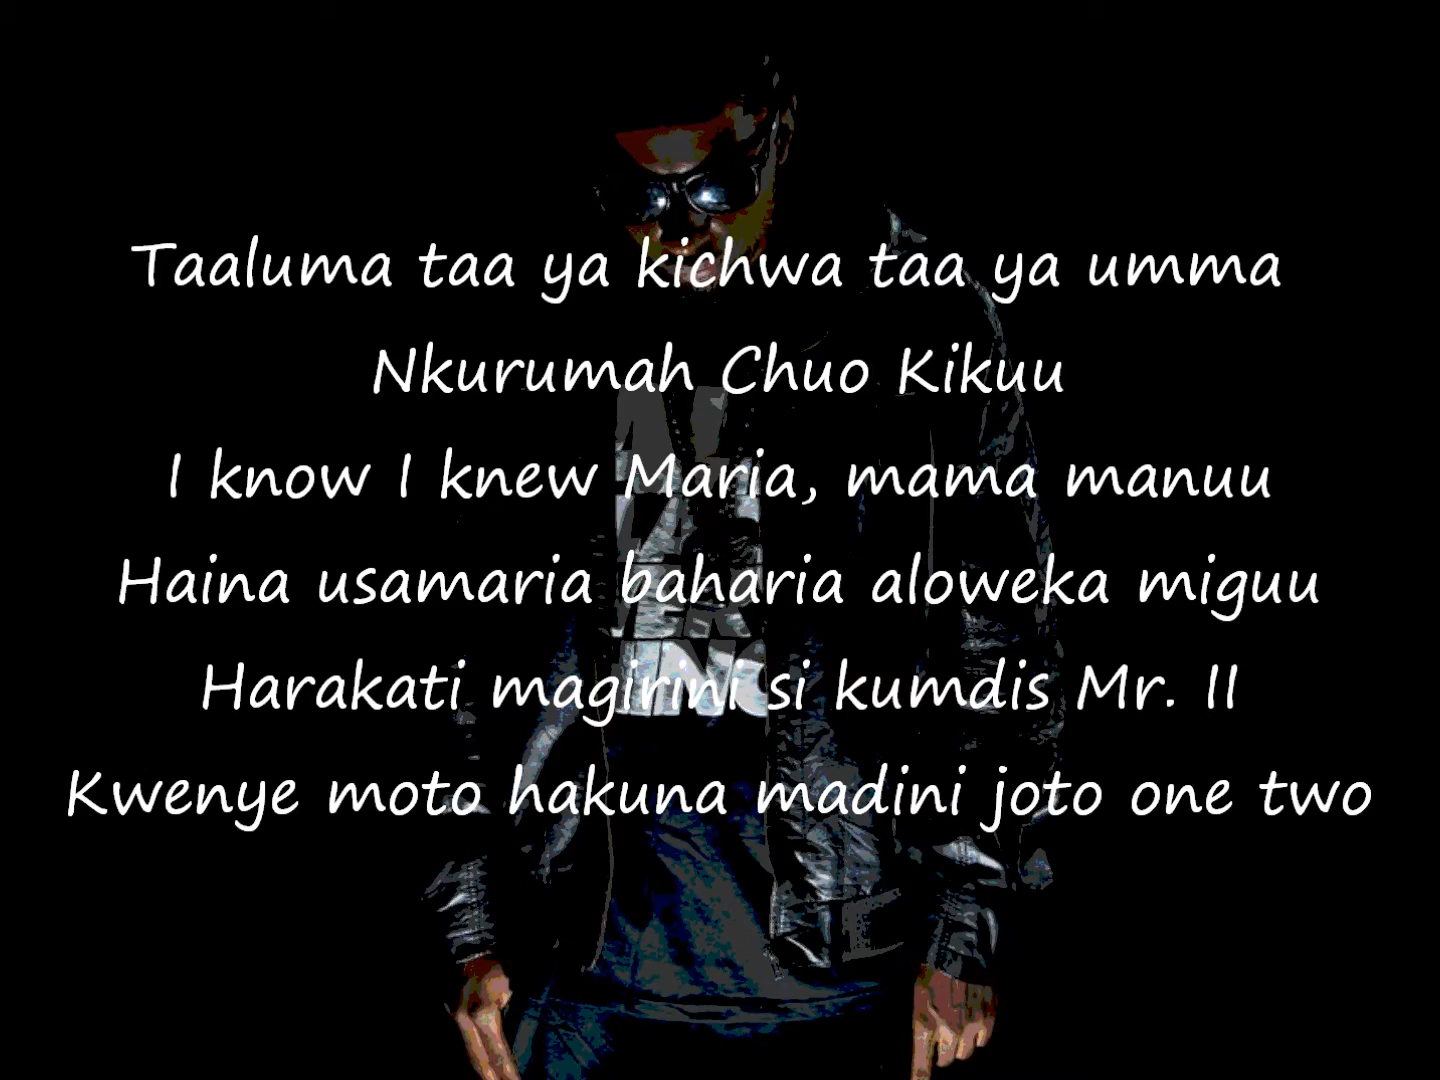 Taaluma taa ya kichwa taa ya umma
Nkurumah Chuo Kikuu
I know I knew Maria, mama manuu
Haina usamaria baharia aloweka miguu
Harakati magirini si kumdis Mr. II
Kwenye moto hakuna madini joto one two